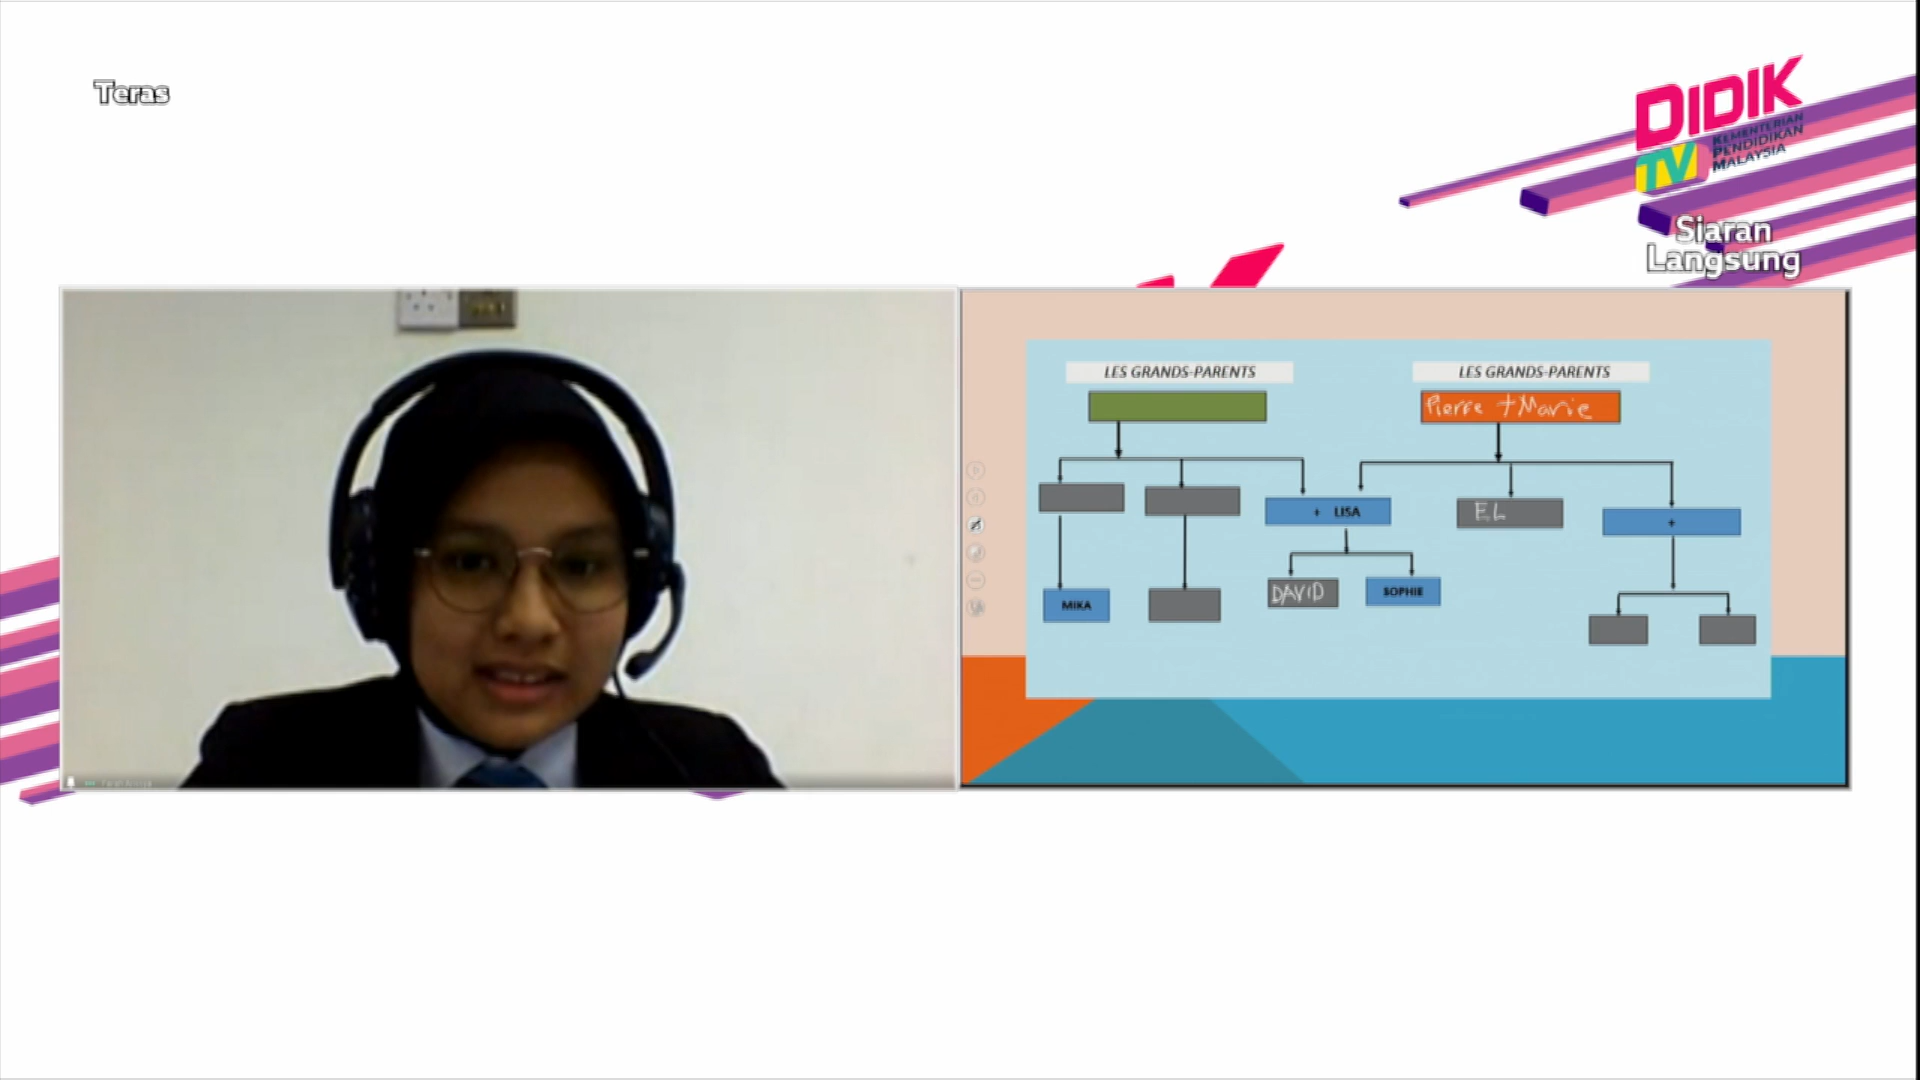 Teras
DIDIK
TV
KEMENTERIAN
PENDIDIKAN
MALAYSIA
Siaran
Langsung
LES GRANDS-PARENTS
LES GRANDS-PARENTS
Pierre + Marie
+ LISA
EL
+
MIKA
DAVID
SOPHIE